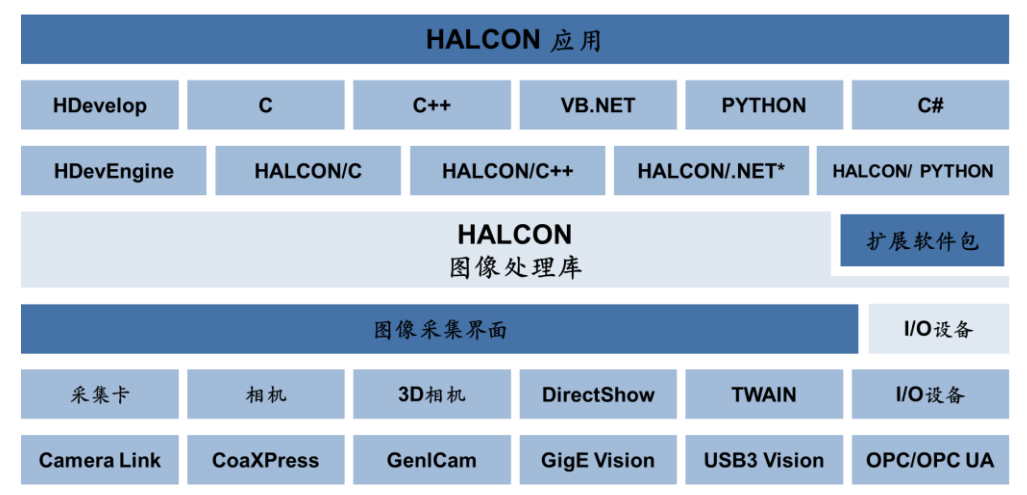 HALCON 应用
HDevelop C C++ VB.NET PYTHON C#
HDevEngine HALCON/C HALCON/C++ HALCON/.NET* HALCON/ PYTHON
HALCON
图像处理库
扩展软件包
图像采集界面 I/O设备
采集卡 相机 3D相机 DirectShow TWAIN I/O设备
Camera Link CoaXPress GenICam GigE Vision USB3 Vision OPC/OPC UA